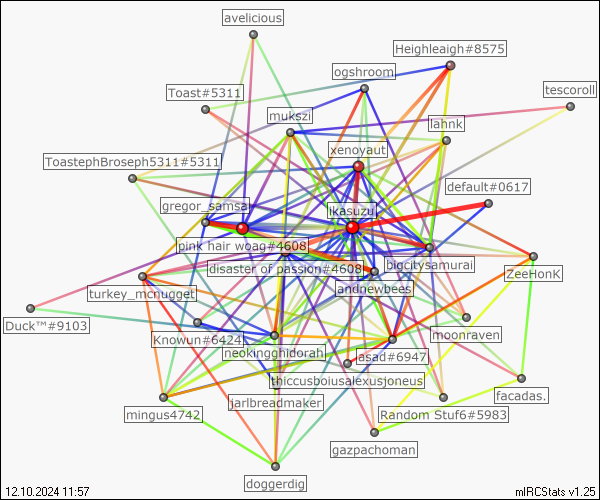 avelicious
Heighleaigh#8575
ogshroom
Toast#5311
tescoroll
mukszi
lahnk
xenoyaut
ToastephBroseph5311#5311
default#0617
gregor_samsa
ikasuzu
pink hair woag#4608
bigcitysamurai
disaster of passion#4608
ZeeHonK
landnewbees
turkey_mcnugget
Duck™#9103
moonraven
Knowun#6424
neokingghidorah
asad#6947
thiccusboiusalexusjoneus
facadas.
jarlbreadmaker
mingus4742
Random Stuf6#5983
gazpachoman
doggerdig
12.10.2024 11:57
mIRCStats v1.25